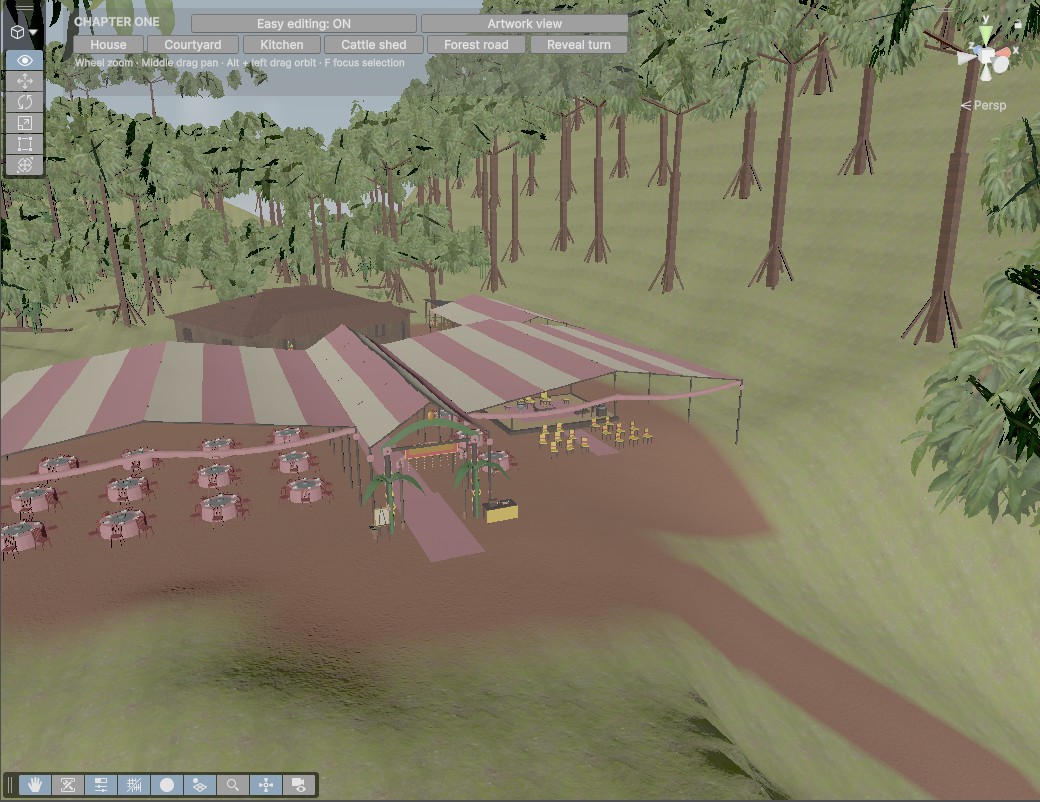 CHAPTER ONE
Easy editing: ON
Artwork view
House
Courtyard
Kitchen
Cattle shed
Forest road
Reveal turn
Wheel zoom · Middle drag pan · Alt + left drag orbit · F focus selection
y
x
Persp